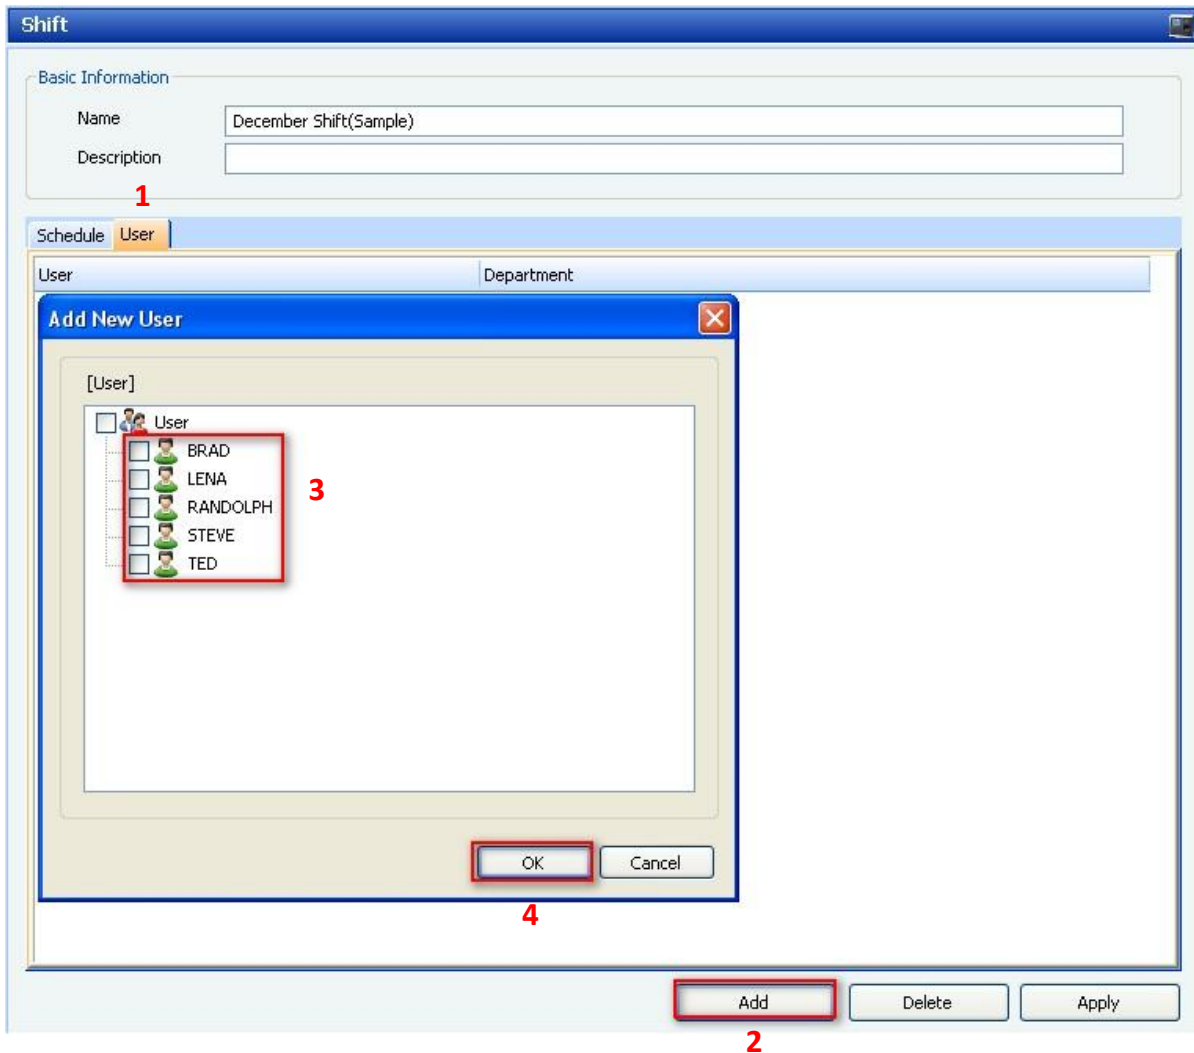 Shift
Basic Information
Name December Shift(Sample)
Description
1
Schedule User
User Department
Add New User
[User]
User
BRAD
LENA
3
RANDOLPH
STEVE
TED
OK Cancel
4
Add Delete Apply
2